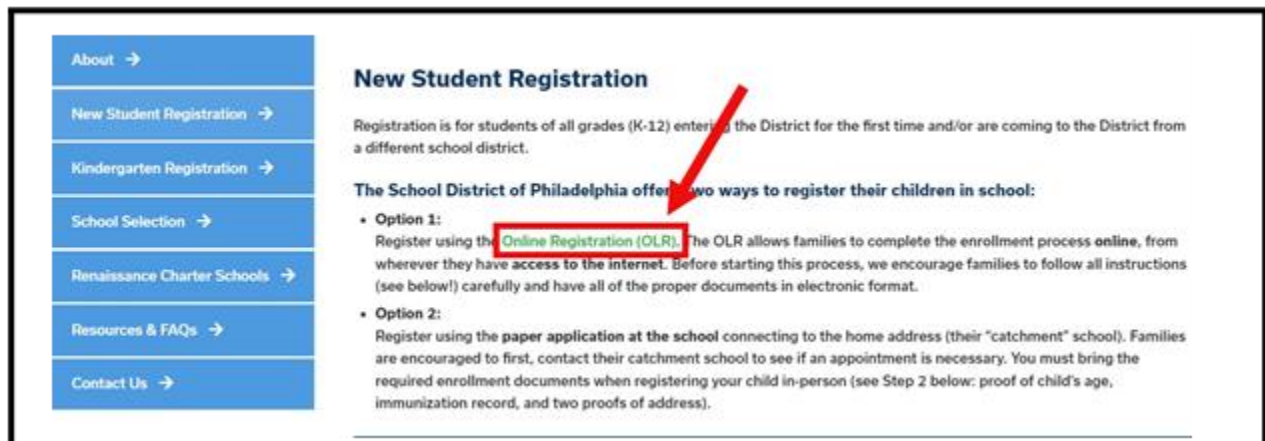 About →
New Student Registration →
Kindergarten Registration →
School Selection →
Renaissance Charter Schools →
Resources & FAQs →
Contact Us →
New Student Registration
Registration is for students of all grades (K-12) entering the District for the first time and/or are coming to the District from
a different school district.
The School District of Philadelphia offer two ways to register their children in school:
• Option 1:
Register using the Online Registration (OLR). The OLR allows families to complete the enrollment process online, from
wherever they have access to the internet. Before starting this process, we encourage families to follow all instructions
(see below!) carefully and have all of the proper documents in electronic format.
• Option 2:
Register using the paper application at the school connecting to the home address (their "catchment" school). Families
are encouraged to first, contact their catchment school to see if an appointment is necessary. You must bring the
required enrollment documents when registering your child in-person (see Step 2 below: proof of child's age,
immunization record, and two proofs of address).